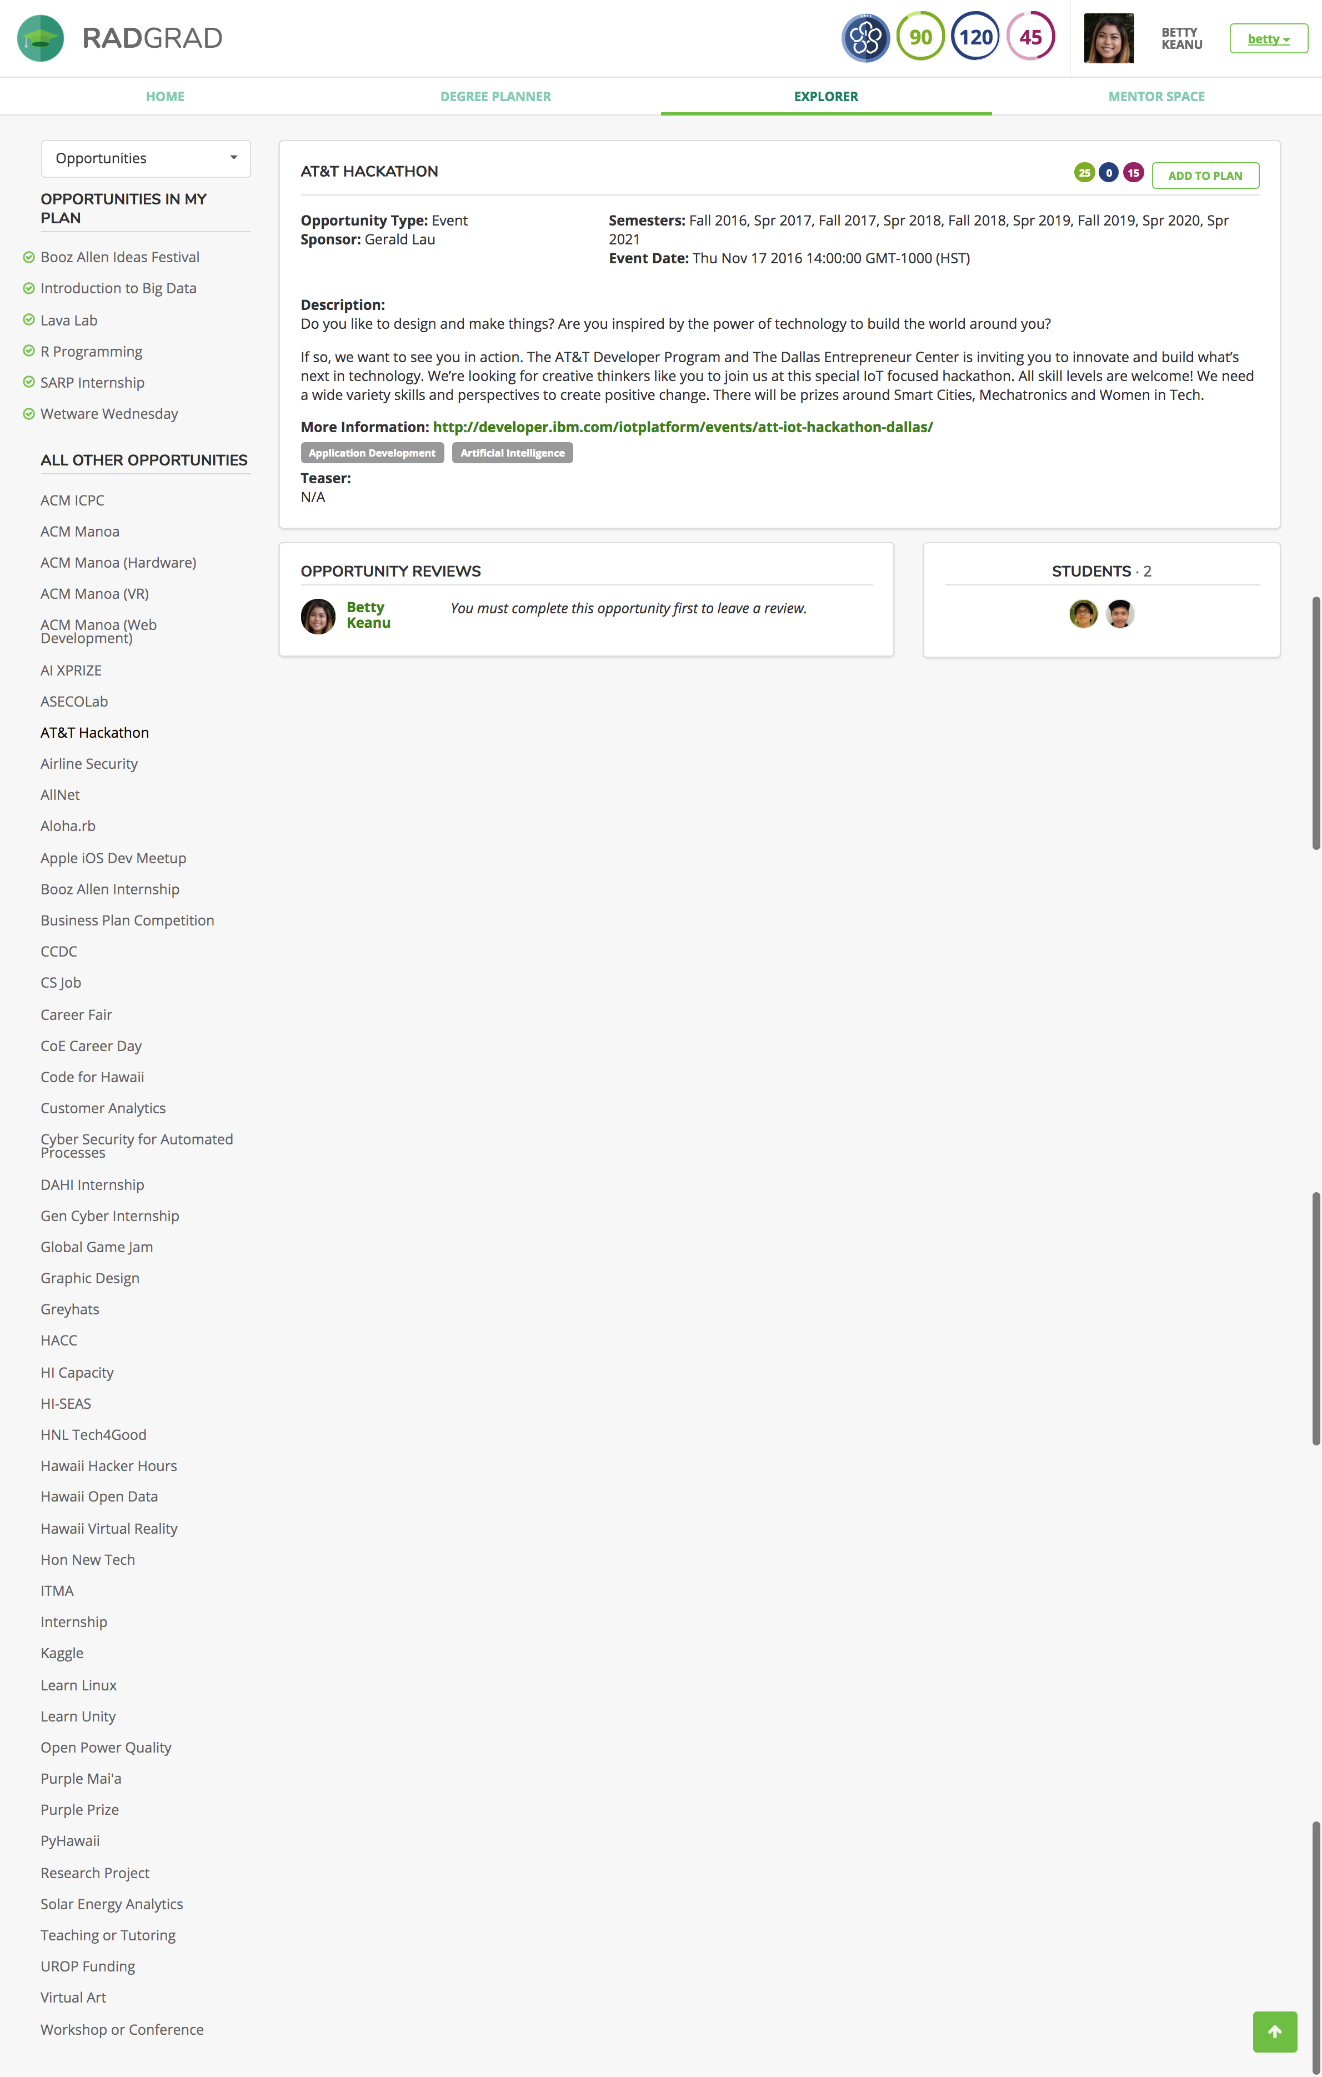 RADGRAD
90
120
45
BETTY
KEANU
betty
HOME
DEGREE PLANNER
EXPLORER
MENTOR SPACE
Opportunities
OPPORTUNITIES IN MY
PLAN
Booz Allen Ideas Festival
Introduction to Big Data
Lava Lab
R Programming
SARP Internship
Wetware Wednesday
ALL OTHER OPPORTUNITIES
ACM ICPC
ACM Manoa
ACM Manoa (Hardware)
ACM Manoa (VR)
ACM Manoa (Web
Development)
AI XPRIZE
ASECOLab
AT&T Hackathon
Airline Security
AllNet
Aloha.rb
Apple iOS Dev Meetup
Booz Allen Internship
Business Plan Competition
CCDC
CS Job
Career Fair
CoE Career Day
Code for Hawaii
Customer Analytics
Cyber Security for Automated
Processes
DAHI Internship
Gen Cyber Internship
Global Game Jam
Graphic Design
Greyhats
HACC
HI Capacity
HI-SEAS
HNL Tech4Good
Hawaii Hacker Hours
Hawaii Open Data
Hawaii Virtual Reality
Hon New Tech
ITMA
Internship
Kaggle
Learn Linux
Learn Unity
Open Power Quality
Purple Mai'a
Purple Prize
PyHawaii
Research Project
Solar Energy Analytics
Teaching or Tutoring
UROP Funding
Virtual Art
Workshop or Conference
AT&T HACKATHON
25 0 15
ADD TO PLAN
Opportunity Type: Event
Sponsor: Gerald Lau
Semesters: Fall 2016, Spr 2017, Fall 2017, Spr 2018, Fall 2018, Spr 2019, Fall 2019, Spr 2020, Spr
2021
Event Date: Thu Nov 17 2016 14:00:00 GMT-1000 (HST)
Description:
Do you like to design and make things? Are you inspired by the power of technology to build the world around you?
If so, we want to see you in action. The AT&T Developer Program and The Dallas Entrepreneur Center is inviting you to innovate and build what’s
next in technology. We’re looking for creative thinkers like you to join us at this special IoT focused hackathon. All skill levels are welcome! We need
a wide variety skills and perspectives to create positive change. There will be prizes around Smart Cities, Mechatronics and Women in Tech.
More Information: http://developer.ibm.com/iotplatform/events/att-iot-hackathon-dallas/
Application Development Artificial Intelligence
Teaser:
N/A
OPPORTUNITY REVIEWS
Betty
Keanu
You must complete this opportunity first to leave a review.
STUDENTS · 2